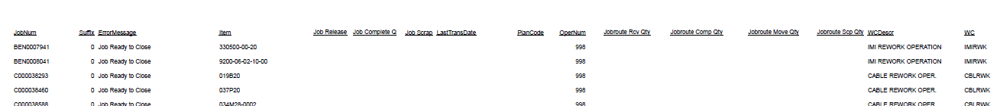 JobNum Suffix ErrorMessage Item Job Release Job Complete Q Job Scrap LastTransDate PlanCode OperNum Jobroute Rcv Qty Jobroute Comp Qty Jobroute Move Qty Jobroute Scp Qty WCDescr WC
BEN0007941 0 Job Ready to Close 330500-00-20 998 IMI REWORK OPERATION IMIRWK
BEN0008041 0 Job Ready to Close 9200-06-02-10-00 998 IMI REWORK OPERATION IMIRWK
C000038293 0 Job Ready to Close 019B20 998 CABLE REWORK OPER. CBLRWK
C000038460 0 Job Ready to Close 037P20 998 CABLE REWORK OPER. CBLRWK
C000038588 0 Job Ready to Close 034M28-0002 998 CABLE REWORK OPER. CBLRWK